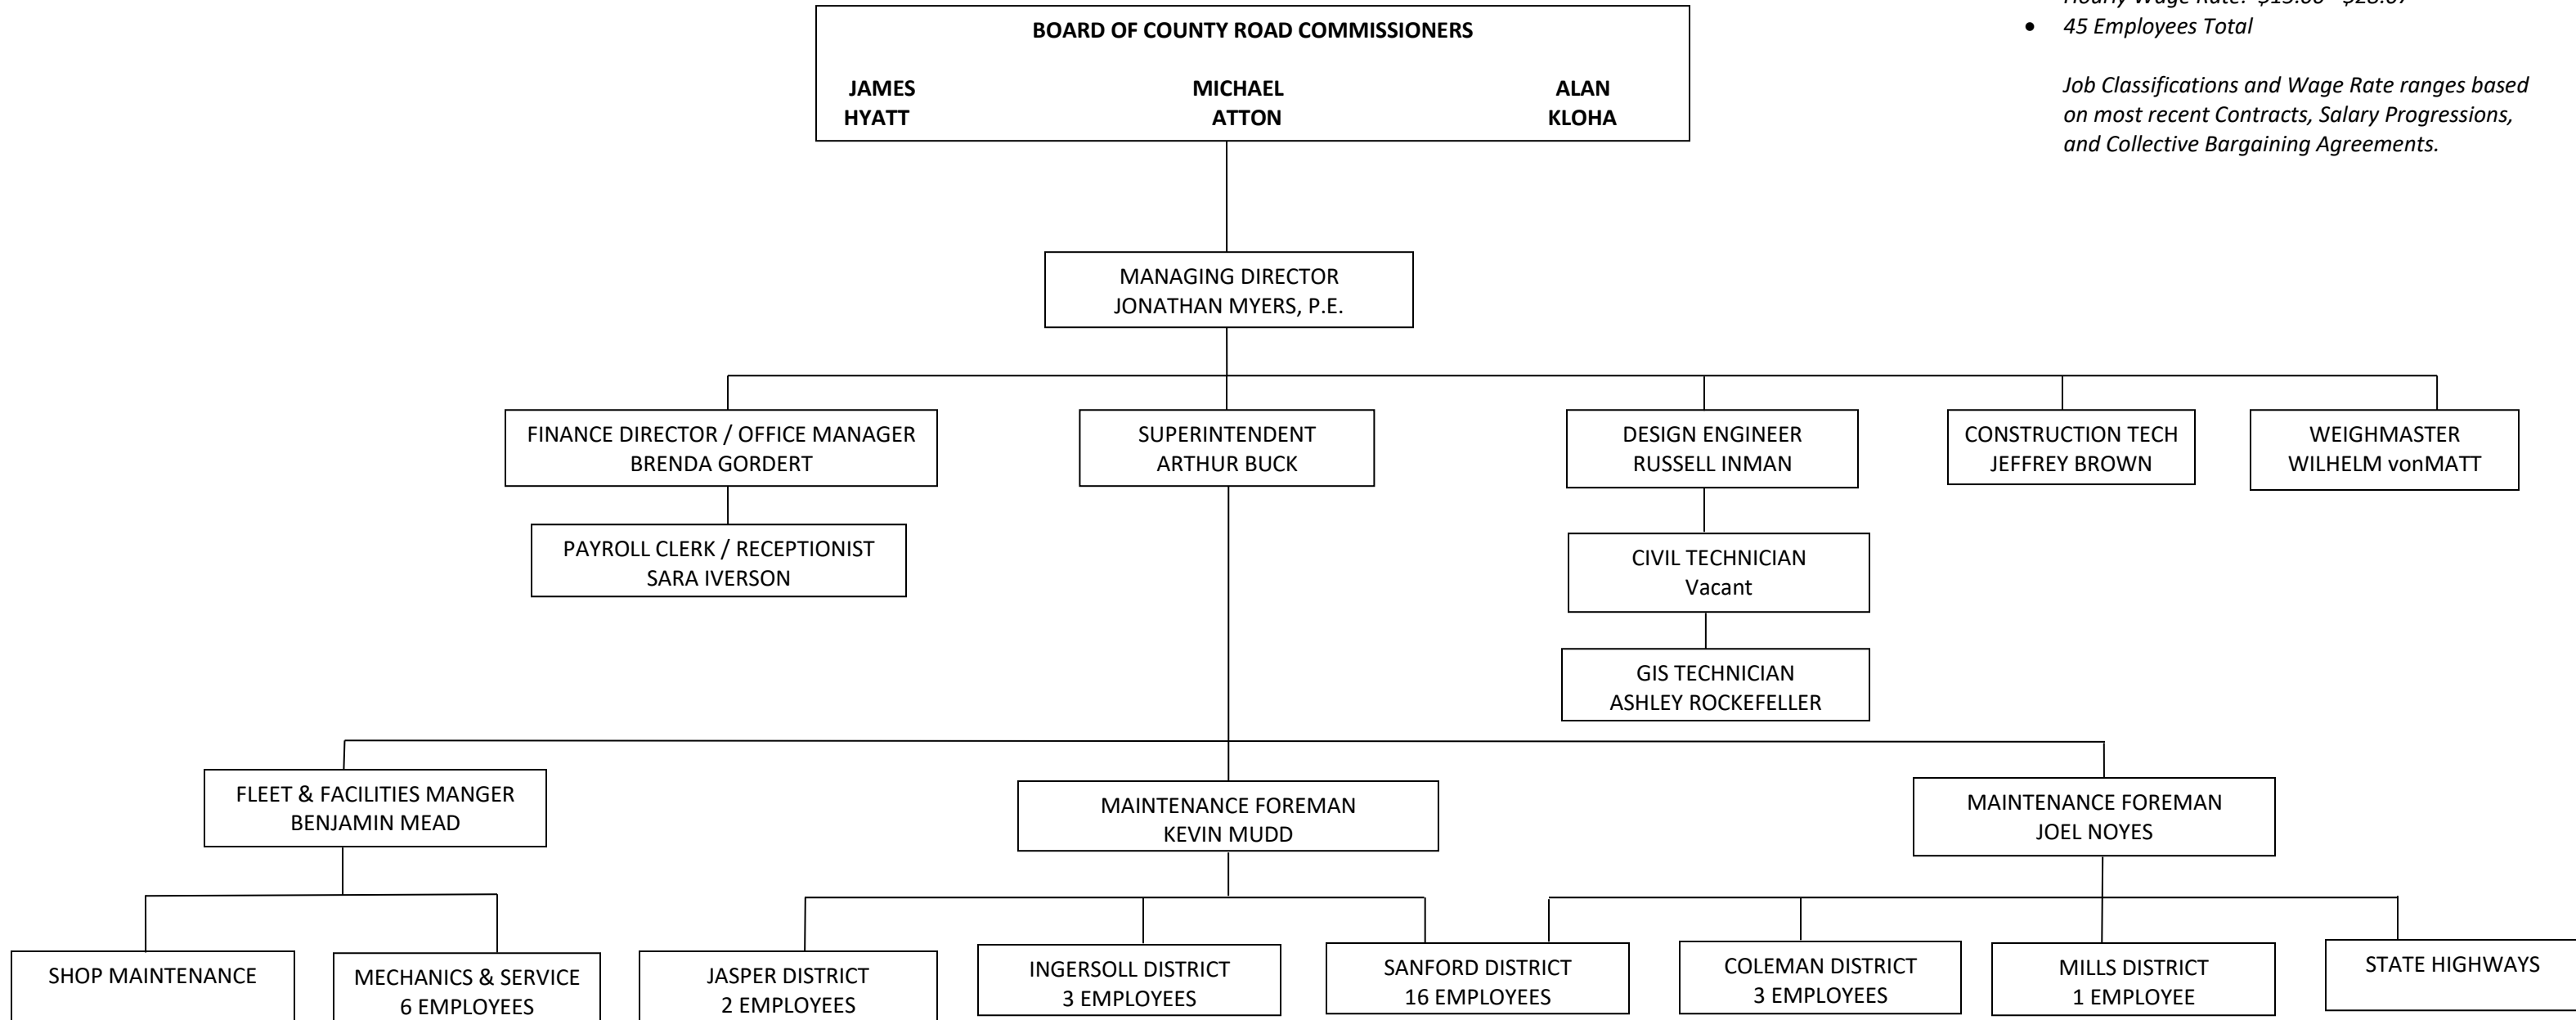 BOARD OF COUNTY ROAD COMMISSIONERS
JAMES MICHAEL ALAN
HYATT ATTON KLOHA
• 45 Employees Total
Job Classifications and Wage Rate ranges based
on most recent Contracts, Salary Progressions,
and Collective Bargaining Agreements.
MANAGING DIRECTOR
JONATHAN MYERS, P.E.
FINANCE DIRECTOR / OFFICE MANAGER
BRENDA GORDERT
SUPERINTENDENT
ARTHUR BUCK
DESIGN ENGINEER
RUSSELL INMAN
CONSTRUCTION TECH
JEFFREY BROWN
WEIGHMASTER
WILHELM vonMATT
PAYROLL CLERK / RECEPTIONIST
SARA IVERSON
CIVIL TECHNICIAN
Vacant
GIS TECHNICIAN
ASHLEY ROCKEFELLER
FLEET & FACILITIES MANGER
BENJAMIN MEAD
MAINTENANCE FOREMAN
KEVIN MUDD
MAINTENANCE FOREMAN
JOEL NOYES
SHOP MAINTENANCE
MECHANICS & SERVICE
6 EMPLOYEES
JASPER DISTRICT
2 EMPLOYEES
INGERSOLL DISTRICT
3 EMPLOYEES
SANFORD DISTRICT
16 EMPLOYEES
COLEMAN DISTRICT
3 EMPLOYEES
MILLS DISTRICT
1 EMPLOYEE
STATE HIGHWAYS